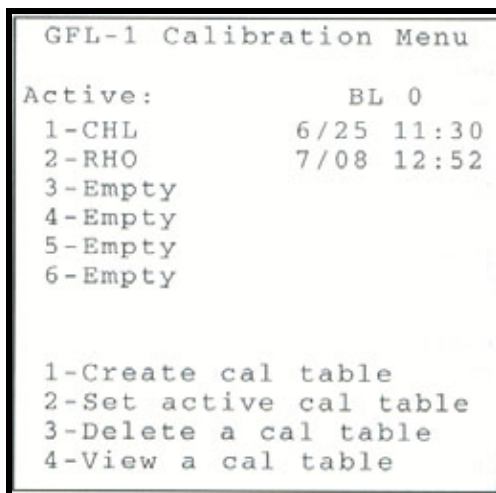 GFL-1 Calibration Menu
Active: BL 0
1-CHL 6/25 11:30
2-RHO 7/08 12:52
3-Empty
4-Empty
5-Empty
6-Empty
1-Create cal table
2-Set active cal table
3-Delete a cal table
4-View a cal table